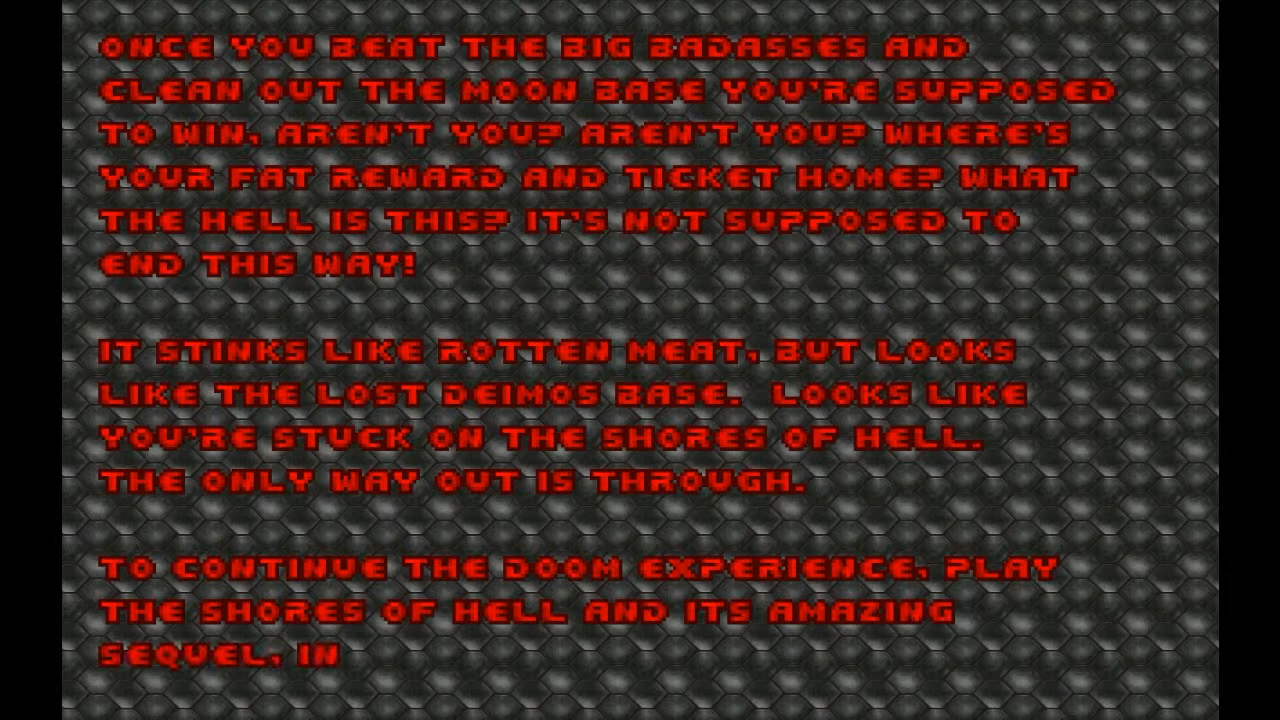 ONCE YOU BEAT THE BIG BADASSES AND
CLEAN OUT THE MOON BASE YOU'RE SUPPOSED
TO WIN, AREN'T YOU? AREN'T YOU? WHERE'S
YOUR FAT REWARD AND TICKET HOME? WHAT
THE HELL IS THIS? IT'S NOT SUPPOSED TO
END THIS WAY!

IT STINKS LIKE ROTTEN MEAT, BUT LOOKS
LIKE THE LOST DEIMOS BASE.  LOOKS LIKE
YOU'RE STUCK ON THE SHORES OF HELL.
THE ONLY WAY OUT IS THROUGH.

TO CONTINUE THE DOOM EXPERIENCE, PLAY
THE SHORES OF HELL AND ITS AMAZING
SEQUEL, IN